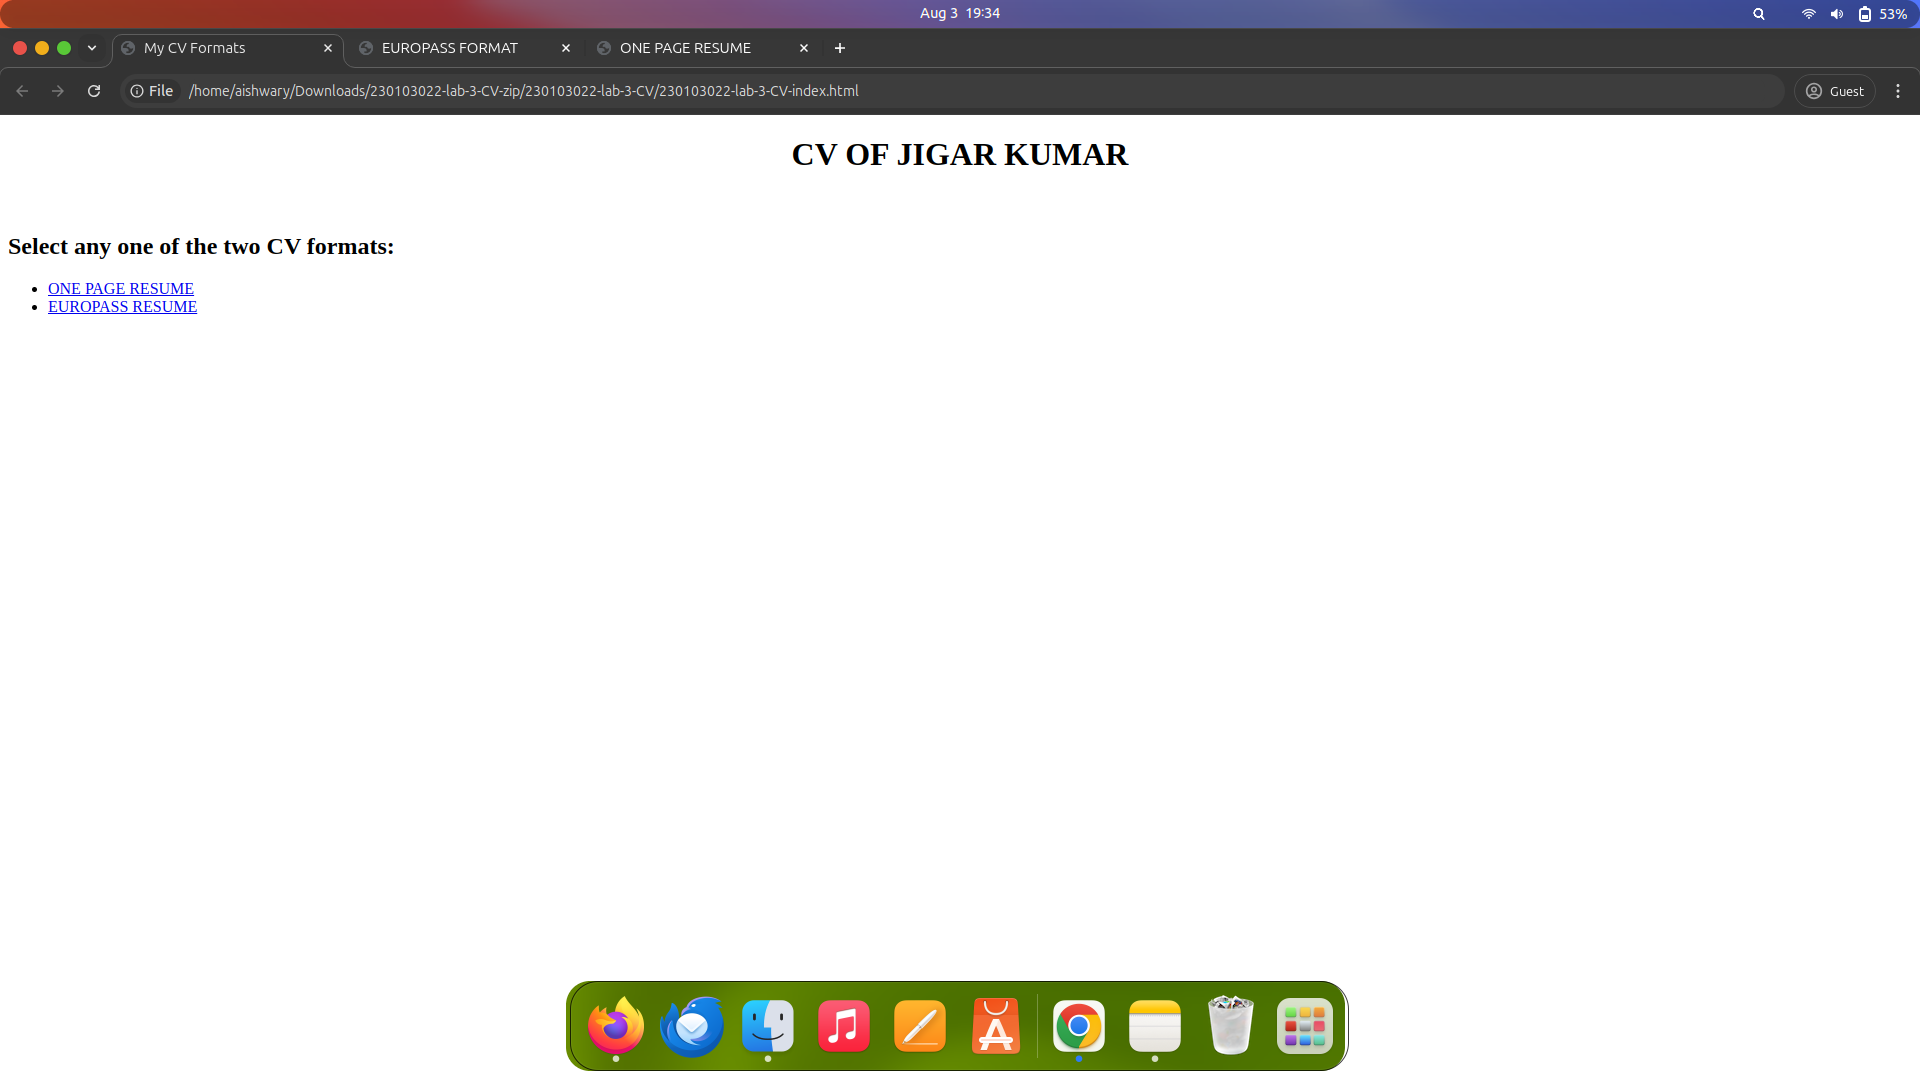 Aug 3 19:34
53%
My CV Formats
EUROPASS FORMAT
ONE PAGE RESUME
File
/home/aishwary/Downloads/230103022-lab-3-CV-zip/230103022-lab-3-CV/230103022-lab-3-CV-index.html
Guest
CV OF JIGAR KUMAR
Select any one of the two CV formats:
ONE PAGE RESUME
EUROPASS RESUME